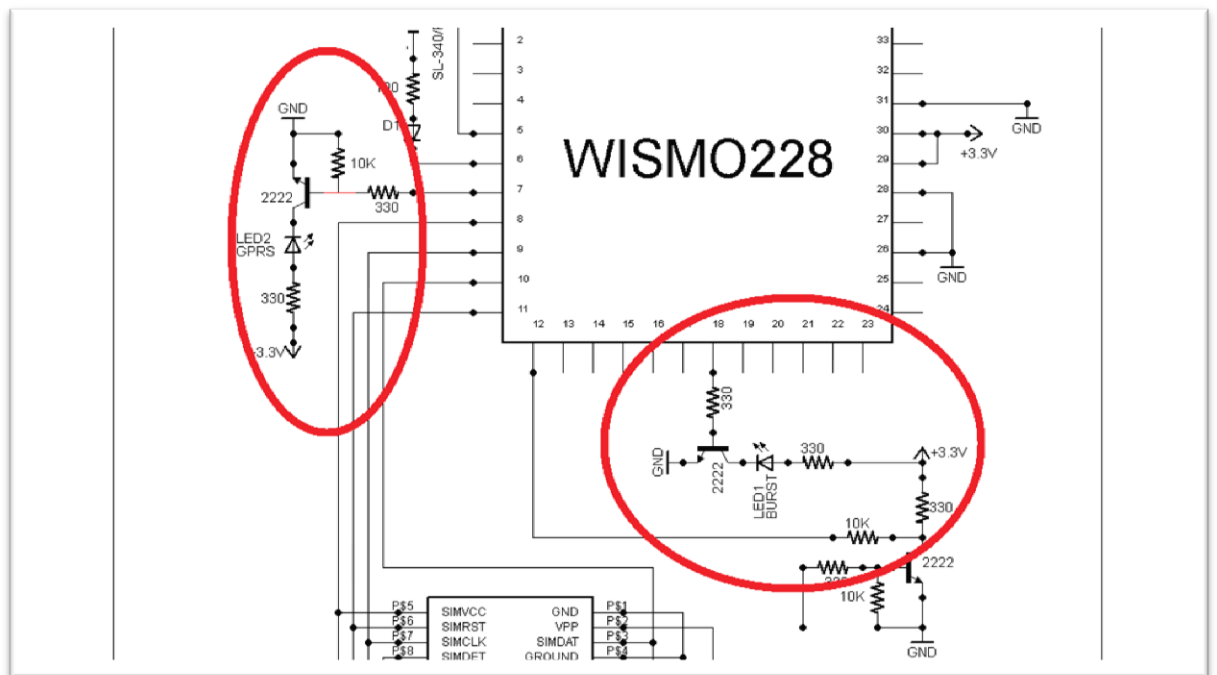 SL-340/
2
3
4
5
6
7
8
9
10
11
33
32
31
30
29
28
27
26
25
24
12
13
14
15
16
18
19
20
21
22
23
WISMO228
GND
10K
2222
330
LED2
GPRS
330
+3.3V
D1
GND
+3.3V
GND
330
GND
2222
LED1
BURST
330
+3.3V
330
10K
2222
10K
GND
P$5
P$6
P$7
P$8
SIMVCC
SIMRST
SIMCLK
SIMDET
GND
VPP
SIMDAT
GROUND
P$1
P$2
P$3
P$4